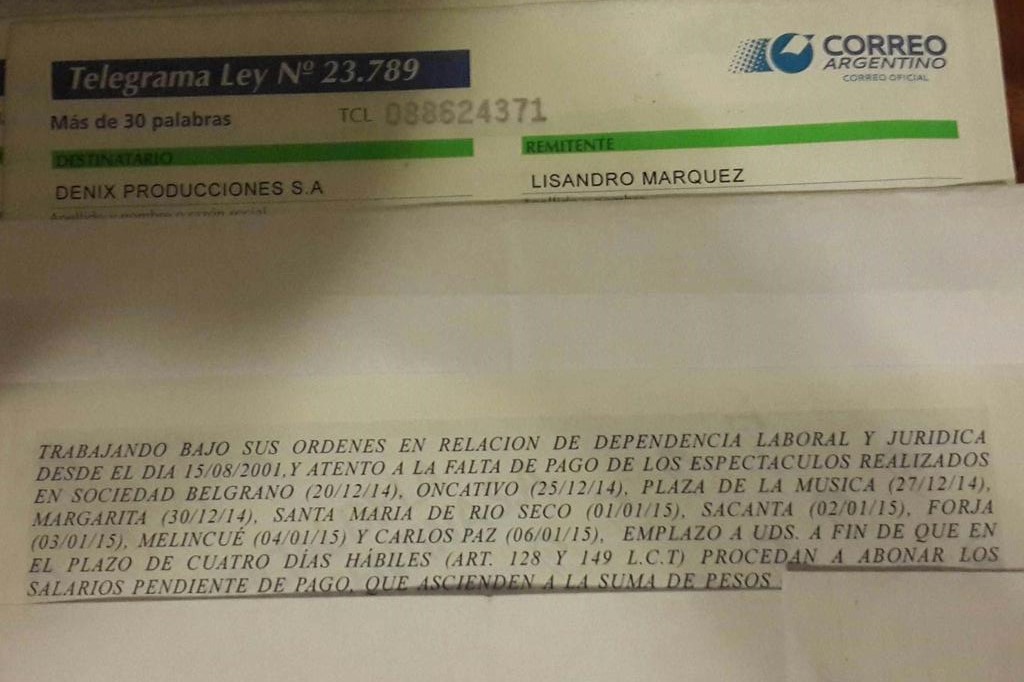 Telegrama Ley Nº 23.789
CORREO
ARGENTINO
CORREO OFICIAL
Más de 30 palabras
TCL 088624371
DESTINATARIO
REMITENTE
DENIX PRODUCCIONES S.A
LISANDRO MARQUEZ
TRABAJANDO BAJO SUS ORDENES EN RELACION DE DEPENDENCIA LABORAL Y JURIDICA
DESDE EL DIA 15/08/2001,Y ATENTO A LA FALTA DE PAGO DE LOS ESPECTACULOS REALIZADOS
EN SOCIEDAD BELGRANO (20/12/14), ONCATIVO (25/12/14), PLAZA DE LA MUSICA (27/12/14),
MARGARITA (30/12/14), SANTA MARIA DE RIO SECO (01/01/15), SACANTA (02/01/15), FORJA
(03/01/15), MELINCUÉ (04/01/15) Y CARLOS PAZ (06/01/15), EMPLAZO A UDS. A FIN DE QUE EN
EL PLAZO DE CUATRO DÍAS HÁBILES (ART. 128 Y 149 L.C.T) PROCEDAN A ABONAR LOS
SALARIOS PENDIENTE DE PAGO, QUE ASCIENDEN A LA SUMA DE PESOS